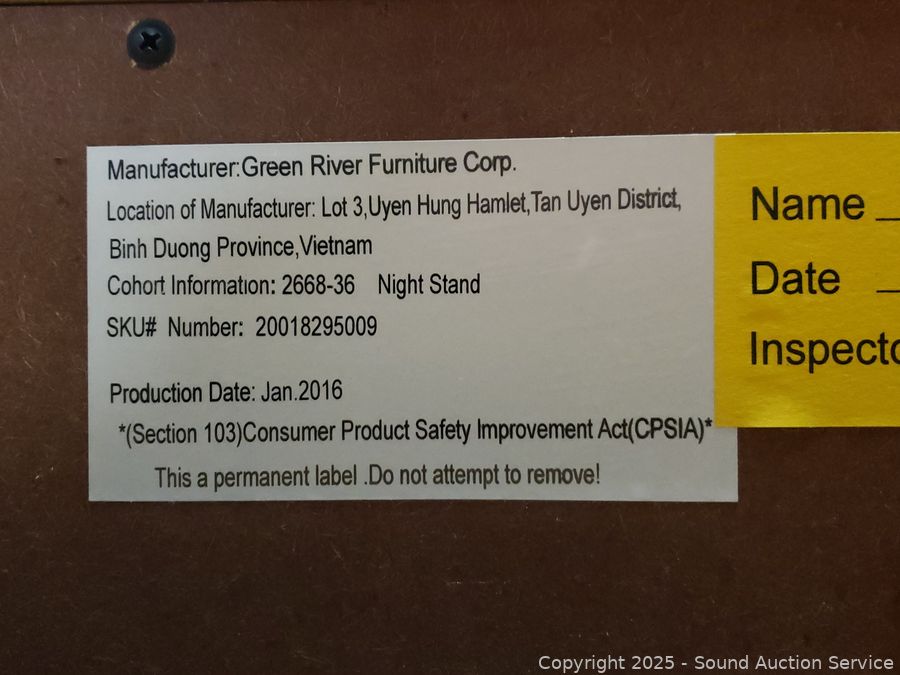 Manufacturer:Green River Furniture Corp.
Location of Manufacturer: Lot 3,Uyen Hung Hamlet,Tan Uyen District,
Binh Duong Province,Vietnam
Cohort Information: 2668-36 Night Stand
SKU# Number: 20018295009
Production Date: Jan.2016
*(Section 103)Consumer Product Safety Improvement Act(CPSIA)*
This a permanent label .Do not attempt to remove!
Name
Date
Copyright 2025 - Sound Auction Service